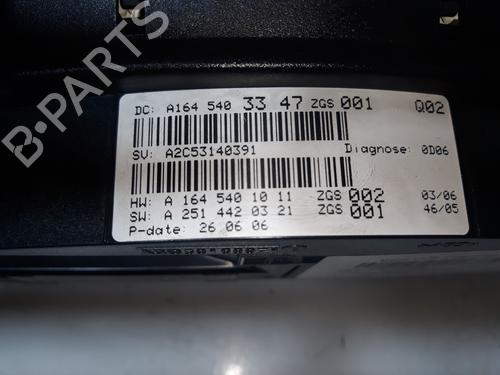 B-PARTS
DC: A164 540 33 47 ZGS 001 Q02
SV: A2C53140391 Diagnose: 0D06
HW: A 164 540 10 11 ZGS 002 03/06
SW: A 251 442 03 21 ZGS 001 46/05
P-date: 26 06 06